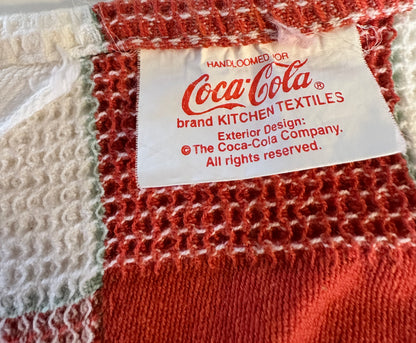 HANDLOOMED FOR
Coca-Cola®
brand KITCHEN TEXTILES
Exterior Design:
© The Coca-Cola Company.
All rights reserved.